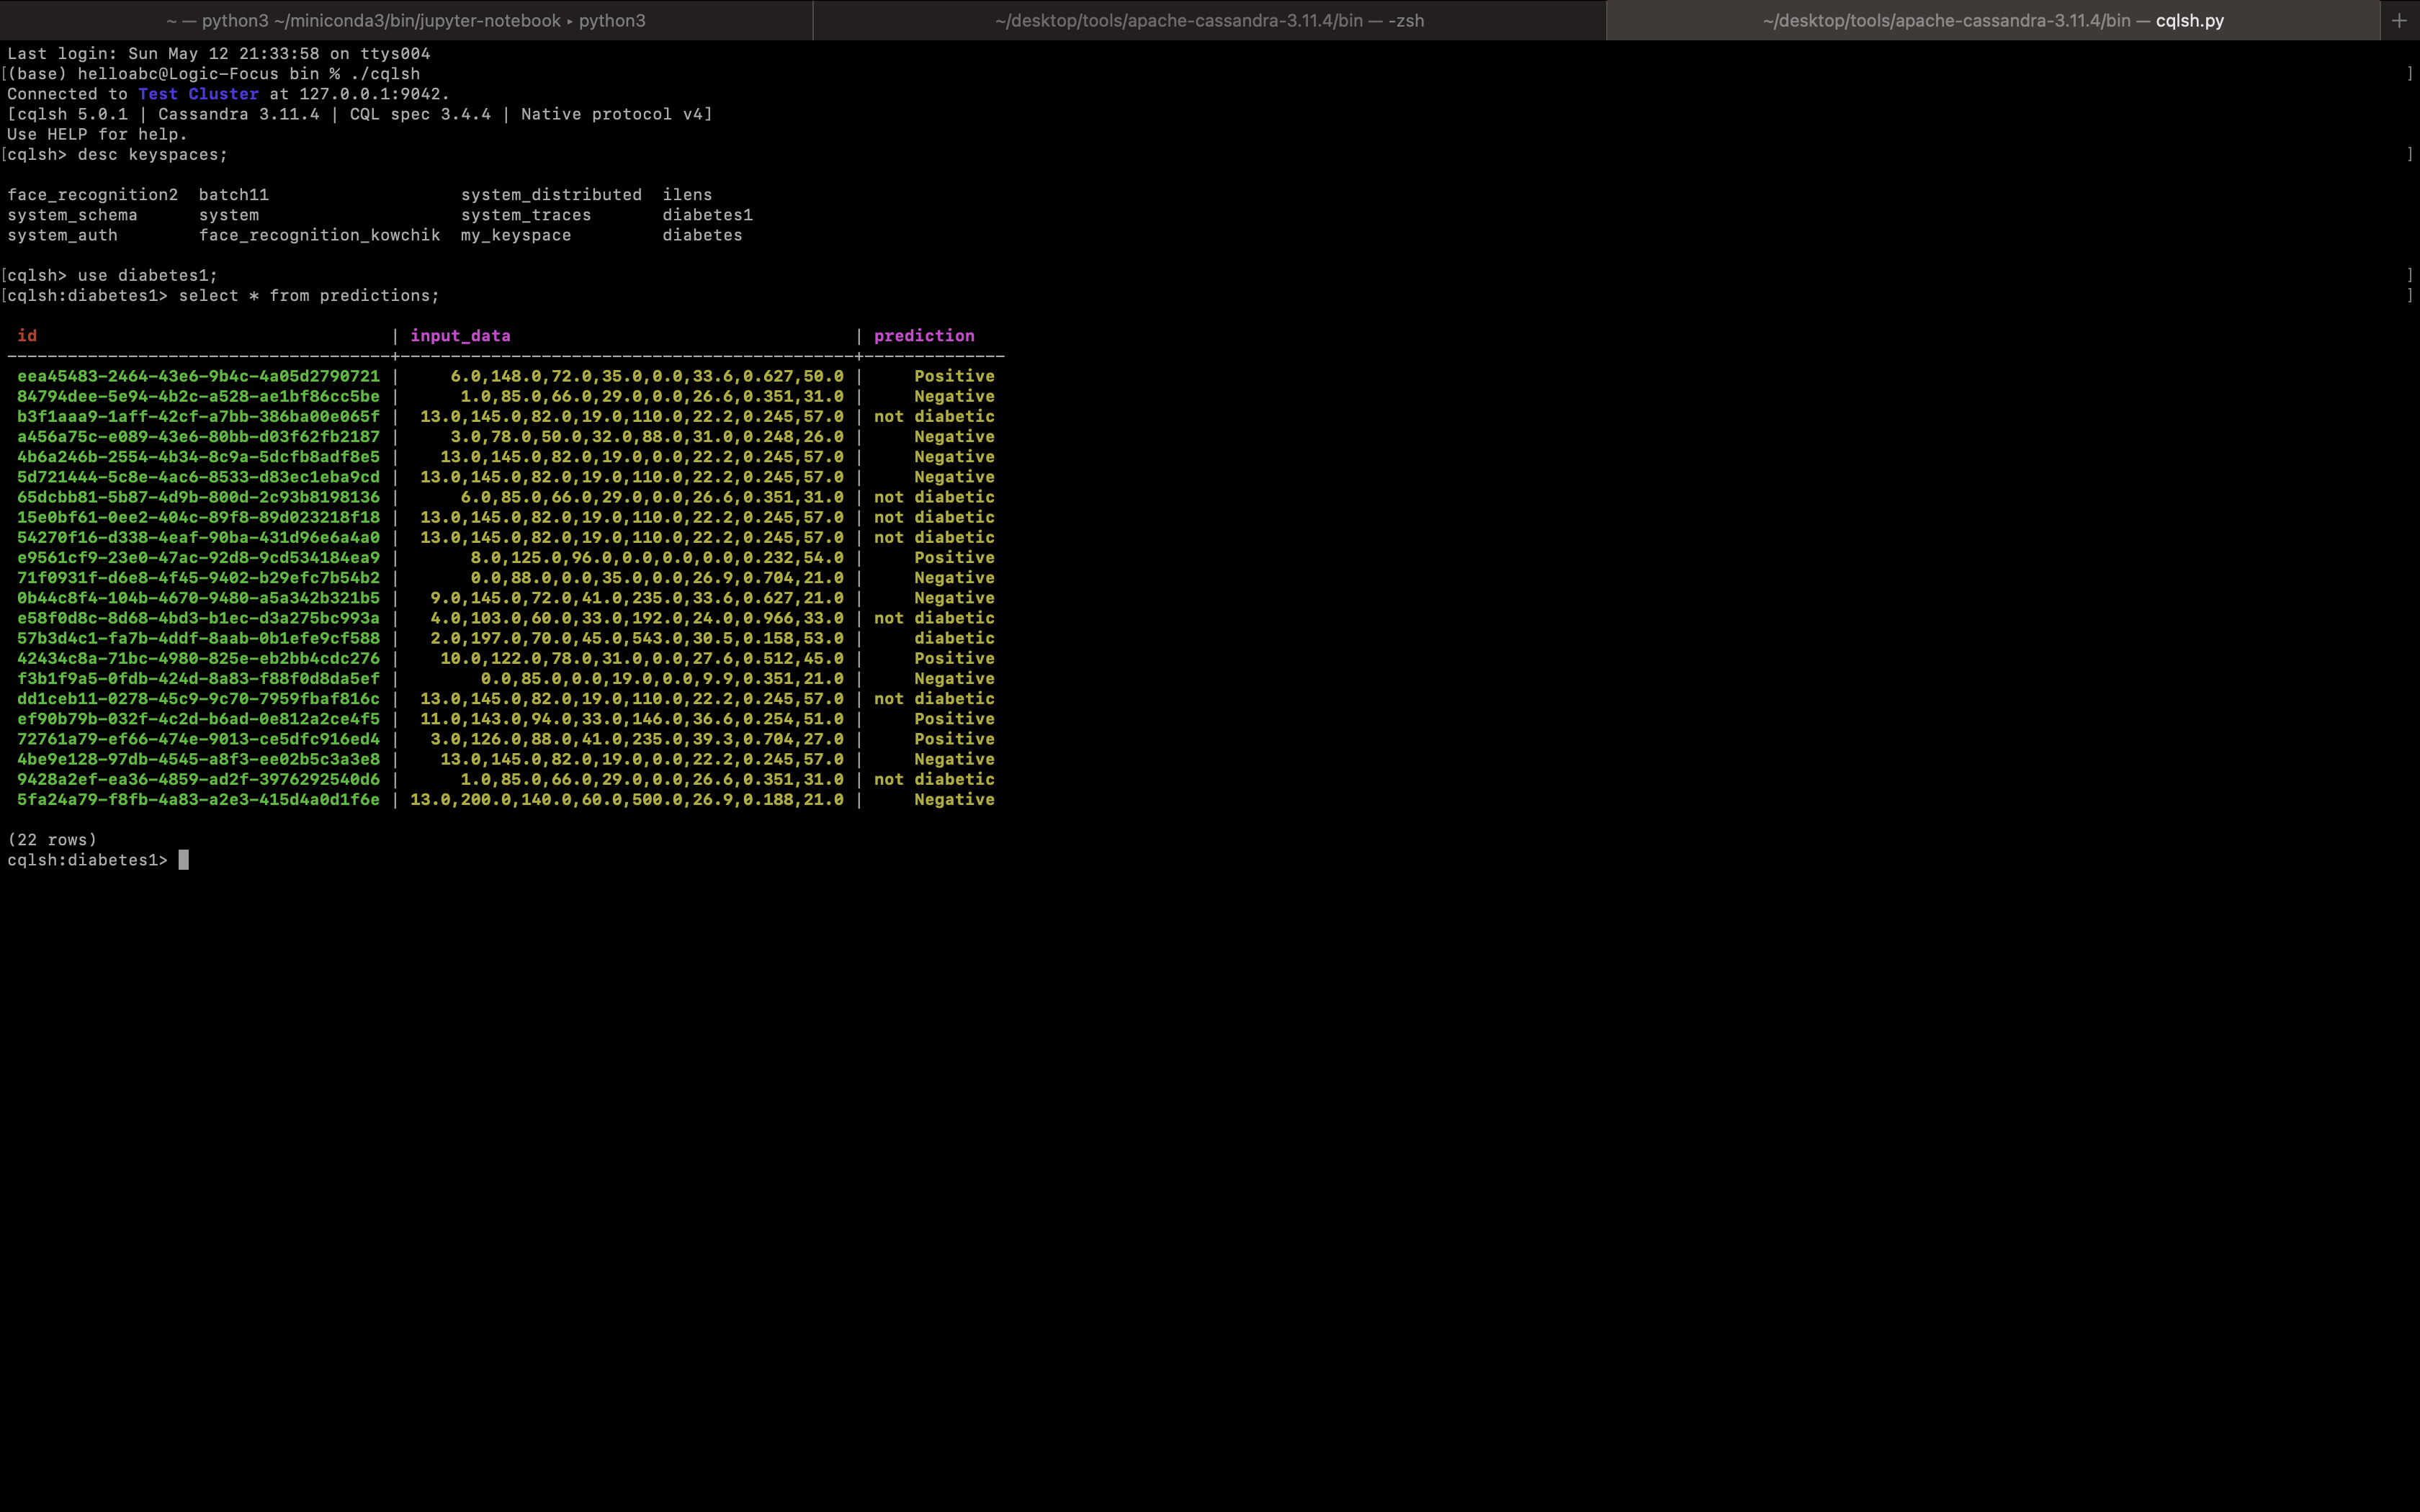 ~ — python3 ~/miniconda3/bin/jupyter-notebook ▸ python3
~/desktop/tools/apache-cassandra-3.11.4/bin — -zsh
~/desktop/tools/apache-cassandra-3.11.4/bin — cqlsh.py
+
Last login: Sun May 12 21:33:58 on ttys004
[(base) helloabc@Logic-Focus bin % ./cqlsh ]
Connected to Test Cluster at 127.0.0.1:9042.
[cqlsh 5.0.1 | Cassandra 3.11.4 | CQL spec 3.4.4 | Native protocol v4]
Use HELP for help.
[cqlsh> desc keyspaces; ]
face_recognition2 batch11 system_distributed ilens
system_schema system system_traces diabetes1
system_auth face_recognition_kowchik my_keyspace diabetes
[cqlsh> use diabetes1; ]
[cqlsh:diabetes1> select * from predictions; ]
id | input_data | prediction
--------------------------------------+----------------------------------------------+--------------
eea45483-2464-43e6-9b4c-4a05d2790721 | 6.0,148.0,72.0,35.0,0.0,33.6,0.627,50.0 | Positive
84794dee-5e94-4b2c-a528-ae1bf86cc5be | 1.0,85.0,66.0,29.0,0.0,26.6,0.351,31.0 | Negative
b3f1aaa9-1aff-42cf-a7bb-386ba00e065f | 13.0,145.0,82.0,19.0,110.0,22.2,0.245,57.0 | not diabetic
a456a75c-e089-43e6-80bb-d03f62fb2187 | 3.0,78.0,50.0,32.0,88.0,31.0,0.248,26.0 | Negative
4b6a246b-2554-4b34-8c9a-5dcfb8adf8e5 | 13.0,145.0,82.0,19.0,0.0,22.2,0.245,57.0 | Negative
5d721444-5c8e-4ac6-8533-d83ec1eba9cd | 13.0,145.0,82.0,19.0,110.0,22.2,0.245,57.0 | Negative
65dcbb81-5b87-4d9b-800d-2c93b8198136 | 6.0,85.0,66.0,29.0,0.0,26.6,0.351,31.0 | not diabetic
15e0bf61-0ee2-404c-89f8-89d023218f18 | 13.0,145.0,82.0,19.0,110.0,22.2,0.245,57.0 | not diabetic
54270f16-d338-4eaf-90ba-431d96e6a4a0 | 13.0,145.0,82.0,19.0,110.0,22.2,0.245,57.0 | not diabetic
e9561cf9-23e0-47ac-92d8-9cd534184ea9 | 8.0,125.0,96.0,0.0,0.0,0.0,0.232,54.0 | Positive
71f0931f-d6e8-4f45-9402-b29efc7b54b2 | 0.0,88.0,0.0,35.0,0.0,26.9,0.704,21.0 | Negative
0b44c8f4-104b-4670-9480-a5a342b321b5 | 9.0,145.0,72.0,41.0,235.0,33.6,0.627,21.0 | Negative
e58f0d8c-8d68-4bd3-b1ec-d3a275bc993a | 4.0,103.0,60.0,33.0,192.0,24.0,0.966,33.0 | not diabetic
57b3d4c1-fa7b-4ddf-8aab-0b1efe9cf588 | 2.0,197.0,70.0,45.0,543.0,30.5,0.158,53.0 | diabetic
42434c8a-71bc-4980-825e-eb2bb4cdc276 | 10.0,122.0,78.0,31.0,0.0,27.6,0.512,45.0 | Positive
f3b1f9a5-0fdb-424d-8a83-f88f0d8da5ef | 0.0,85.0,0.0,19.0,0.0,9.9,0.351,21.0 | Negative
dd1ceb11-0278-45c9-9c70-7959fbaf816c | 13.0,145.0,82.0,19.0,110.0,22.2,0.245,57.0 | not diabetic
ef90b79b-032f-4c2d-b6ad-0e812a2ce4f5 | 11.0,143.0,94.0,33.0,146.0,36.6,0.254,51.0 | Positive
72761a79-ef66-474e-9013-ce5dfc916ed4 | 3.0,126.0,88.0,41.0,235.0,39.3,0.704,27.0 | Positive
4be9e128-97db-4545-a8f3-ee02b5c3a3e8 | 13.0,145.0,82.0,19.0,0.0,22.2,0.245,57.0 | Negative
9428a2ef-ea36-4859-ad2f-3976292540d6 | 1.0,85.0,66.0,29.0,0.0,26.6,0.351,31.0 | not diabetic
5fa24a79-f8fb-4a83-a2e3-415d4a0d1f6e | 13.0,200.0,140.0,60.0,500.0,26.9,0.188,21.0 | Negative
(22 rows)
cqlsh:diabetes1>